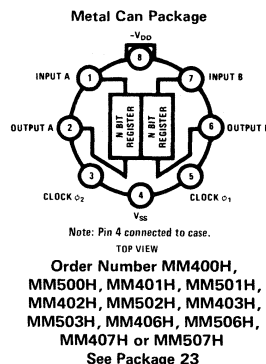 Metal Can Package
-VDD
8
INPUT A
1
7
INPUT B
OUTPUT A
2
N BIT REGISTER
N BIT REGISTER
6
OUTPUT
3
5
CLOCK ϕ2
4
CLOCK ϕ1
VSS
Note: Pin 4 connected to case.
TOP VIEW
Order Number MM400H,
MM500H, MM401H, MM501H,
MM402H, MM502H, MM403H,
MM503H, MM406H, MM506H,
MM407H or MM507H
See Package 23